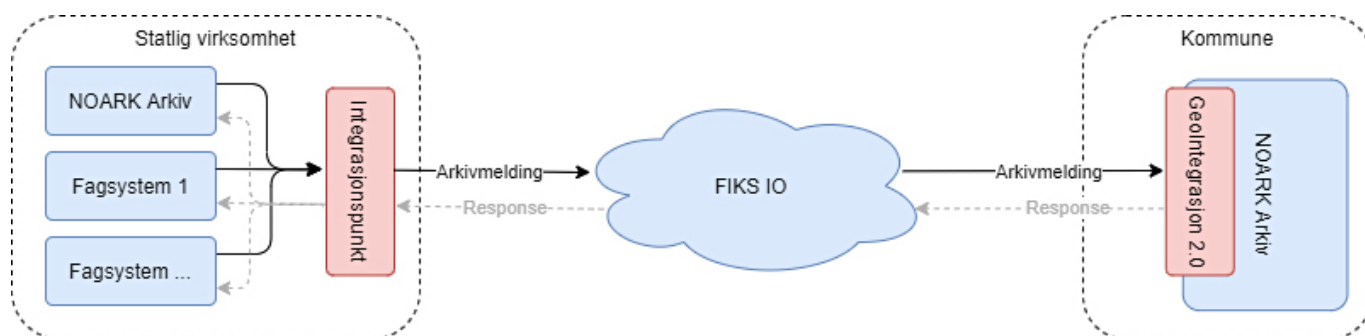 Statlig virksomhet
NOARK Arkiv
Fagsystem 1
Fagsystem ...
Integrasjonspunkt
Arkivmelding
Response
FIKS IO
Arkivmelding
Response
Kommune
GeoIntegrasjon 2.0
NOARK Arkiv